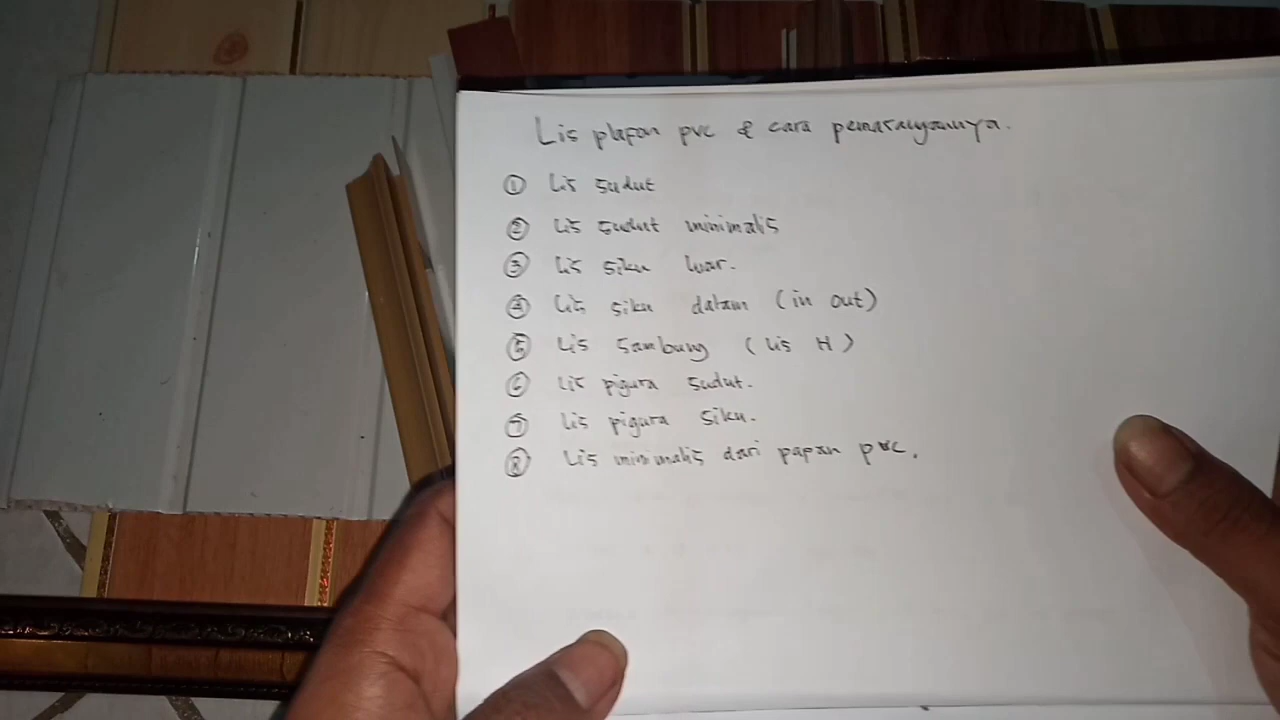 Lis plafon pvc & cara pemasangannya.
① Lis sudut
② Lis sudut minimalis
③ Lis siku luar.
④ Lis siku dalam (in out)
⑤ Lis sambung (Lis H)
⑥ Lis pigura sudut.
⑦ Lis pigura siku.
⑧ Lis minimalis dari papan pvc.